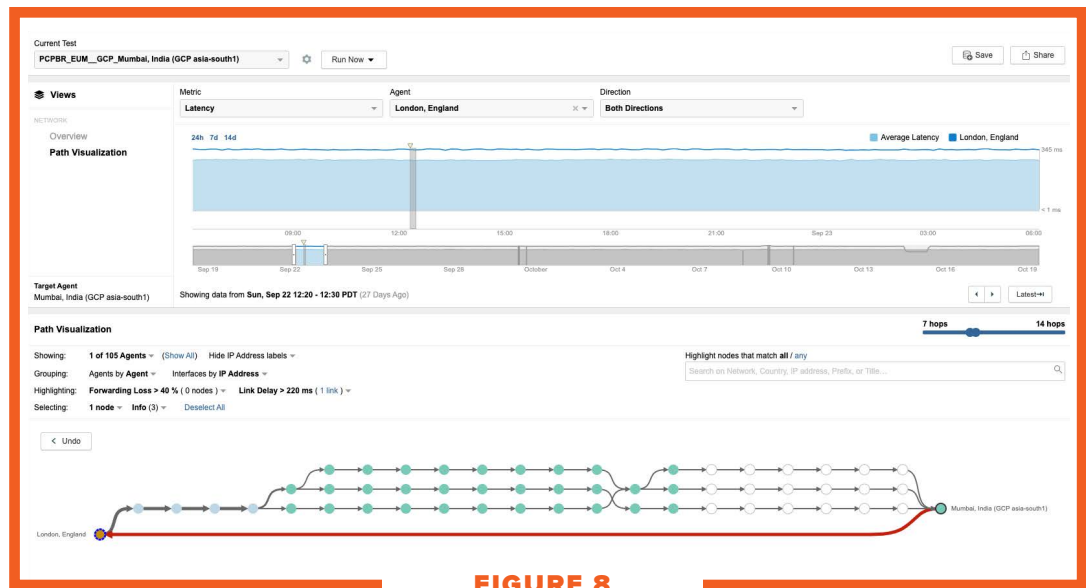 Current Test
PCPBR_EUM__GCP_Mumbai, India (GCP asia-south1)
Run Now
Save
Share
Views
Metric
Agent
Direction
Latency
London, England
Both Directions
NETWORK
Overview
Path Visualization
24h 7d 14d
Average Latency
London, England
345 ms
< 1 ms
09:00 12:00 15:00 18:00 21:00 Sep 23 03:00 06:00
Sep 19 Sep 22 Sep 25 Sep 28 October Oct 4 Oct 7 Oct 10 Oct 13 Oct 16 Oct 19
Target Agent
Mumbai, India (GCP asia-south1)
Showing data from Sun, Sep 22 12:20 - 12:30 PDT (27 Days Ago)
Latest
Path Visualization
7 hops
14 hops
Showing: 1 of 105 Agents (Show All) Hide IP Address labels
Highlight nodes that match all / any
Grouping: Agents by Agent Interfaces by IP Address
Search on Network, Country, IP address, Prefix, or Title...
Highlighting: Forwarding Loss > 40 % ( 0 nodes ) Link Delay > 220 ms ( 1 link )
Selecting: 1 node Info (3) Deselect All
< Undo
Mumbai, India (GCP asia-south1)
London, England
FIGURE 8